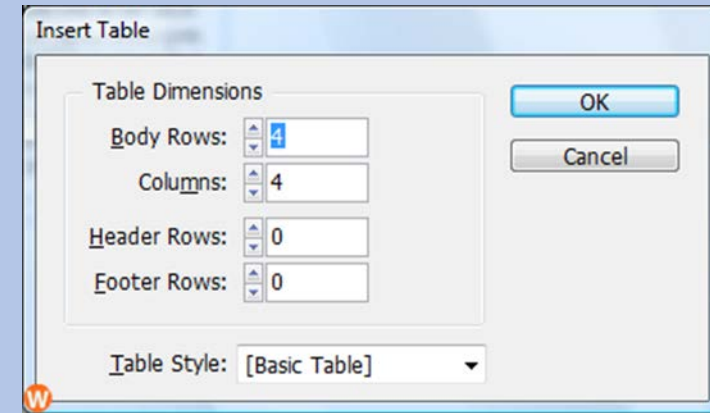 Insert Table
Table Dimensions
Body Rows: 4
Columns: 4
Header Rows: 0
Footer Rows: 0
Table Style: [Basic Table]
OK
Cancel
W